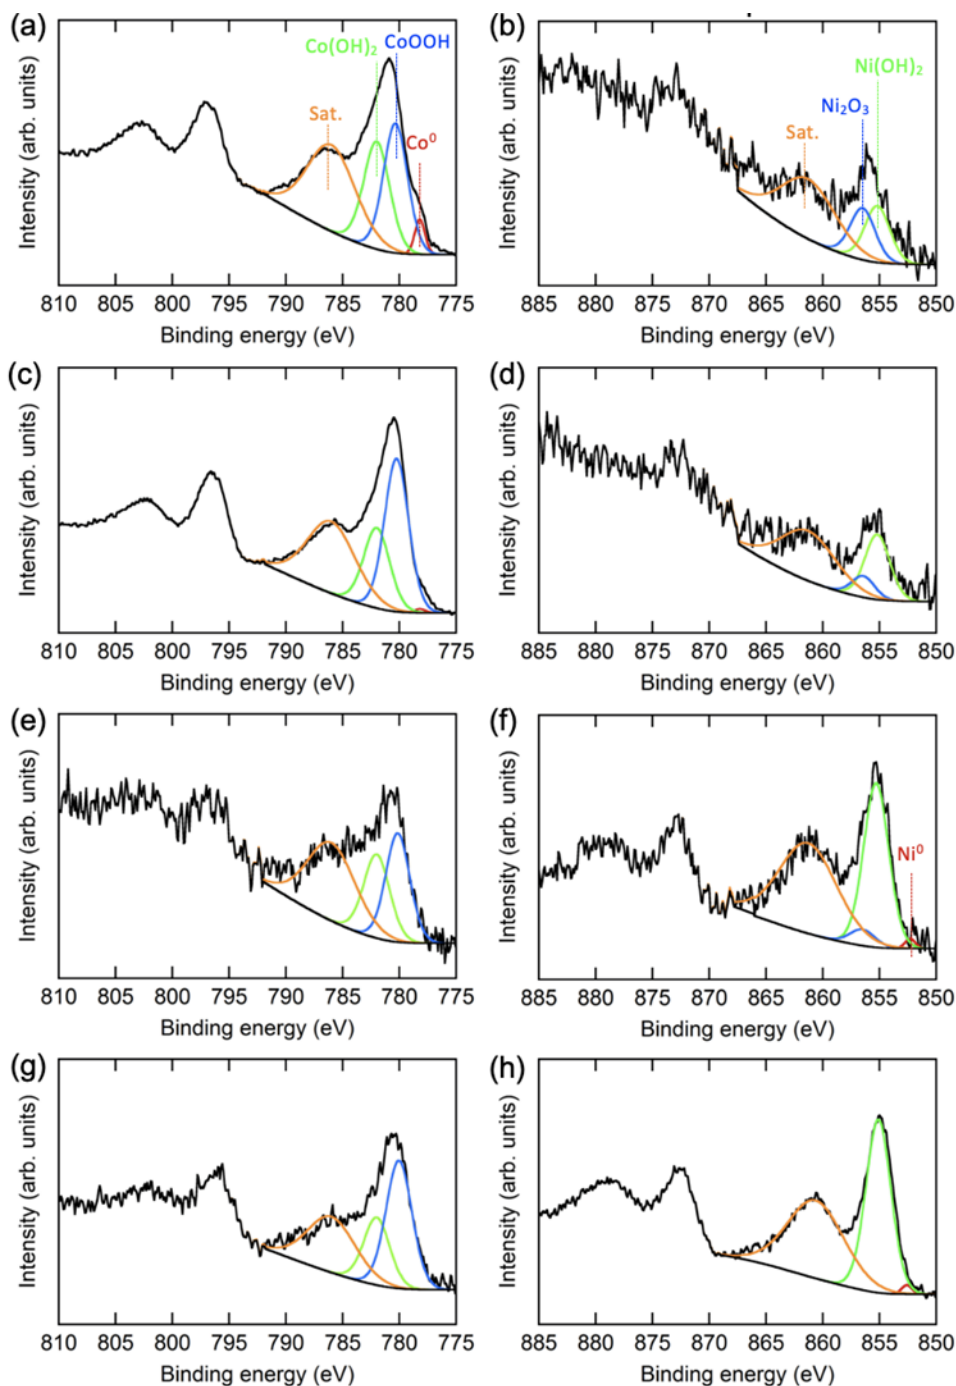 (a)
Co(OH)₂
CoOOH
Sat.
Co⁰
Intensity (arb. units)
810 805 800 795 790 785 780 775
Binding energy (eV)
(b)
Ni(OH)₂
Ni₂O₃
Sat.
Intensity (arb. units)
885 880 875 870 865 860 855 850
Binding energy (eV)
(c)
Intensity (arb. units)
810 805 800 795 790 785 780 775
Binding energy (eV)
(d)
Intensity (arb. units)
885 880 875 870 865 860 855 850
Binding energy (eV)
(e)
Intensity (arb. units)
810 805 800 795 790 785 780 775
Binding energy (eV)
(f)
Ni⁰
Intensity (arb. units)
885 880 875 870 865 860 855 850
Binding energy (eV)
(g)
Intensity (arb. units)
810 805 800 795 790 785 780 775
Binding energy (eV)
(h)
Intensity (arb. units)
885 880 875 870 865 860 855 850
Binding energy (eV)